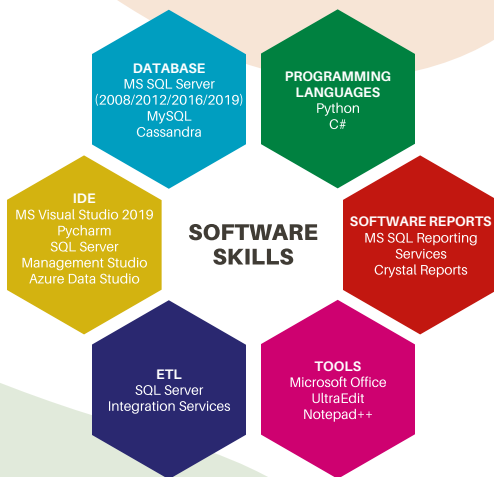 DATABASE
MS SQL Server
(2008/2012/2016/2019)
MySQL
Cassandra
PROGRAMMING
LANGUAGES
Python
C#
IDE
MS Visual Studio 2019
Pycharm
SQL Server
Management Studio
Azure Data Studio
SOFTWARE
SKILLS
SOFTWARE REPORTS
MS SQL Reporting
Services
Crystal Reports
ETL
SQL Server
Integration Services
TOOLS
Microsoft Office
UltraEdit
Notepad++